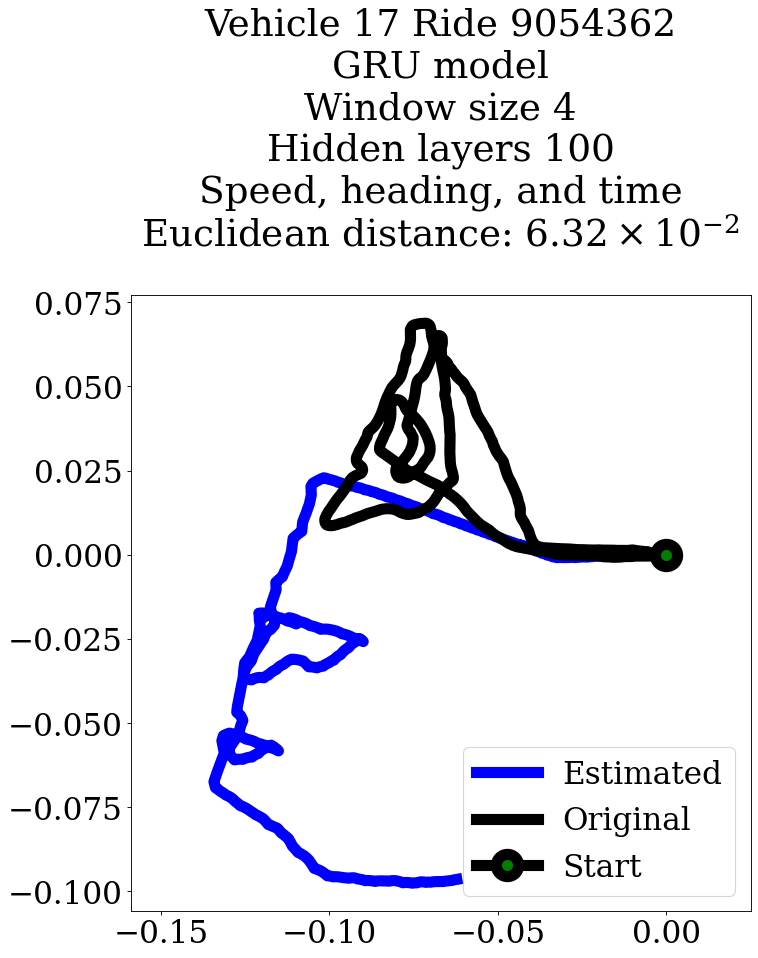 Vehicle 17 Ride 9054362
GRU model
Window size 4
Hidden layers 100
Speed, heading, and time
Euclidean distance: 6.32 × 10⁻²
0.075
0.050
0.025
0.000
−0.025
−0.050
−0.075
−0.100
Estimated
Original
Start
−0.15 −0.10 −0.05 0.00